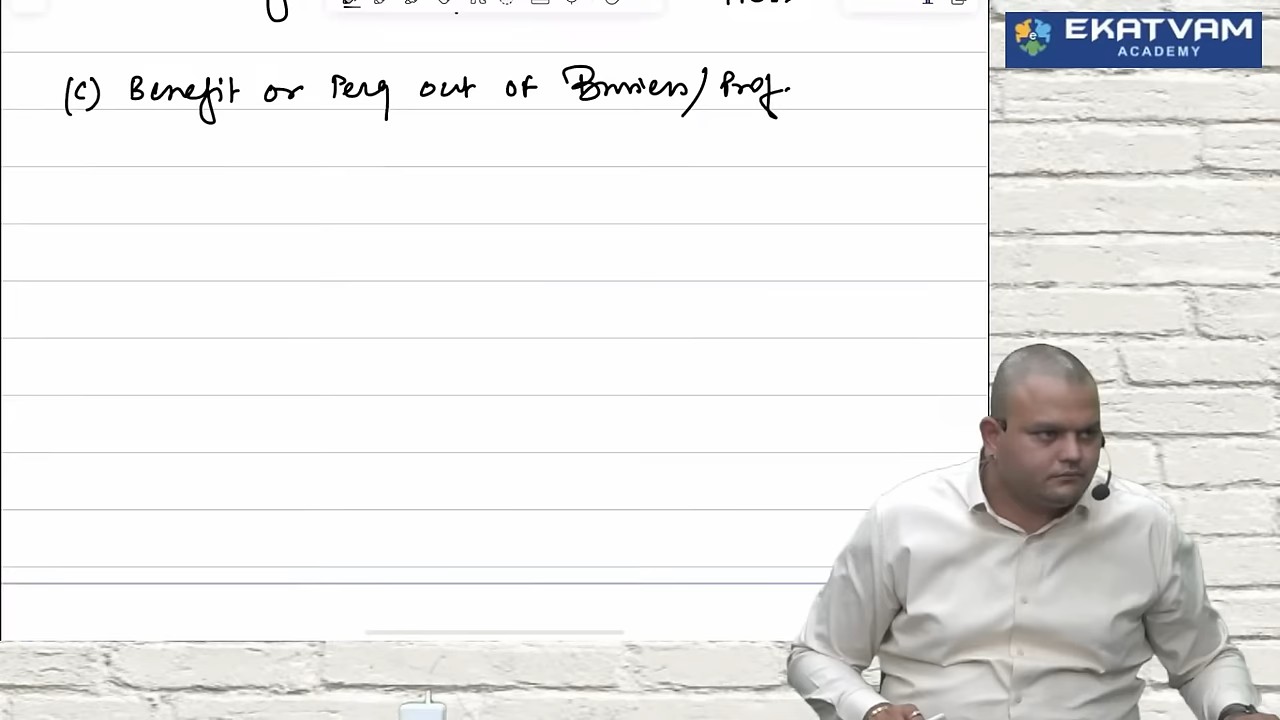 (C) Benefit or Perq out of Business/Prof.
EKATVAM
ACADEMY